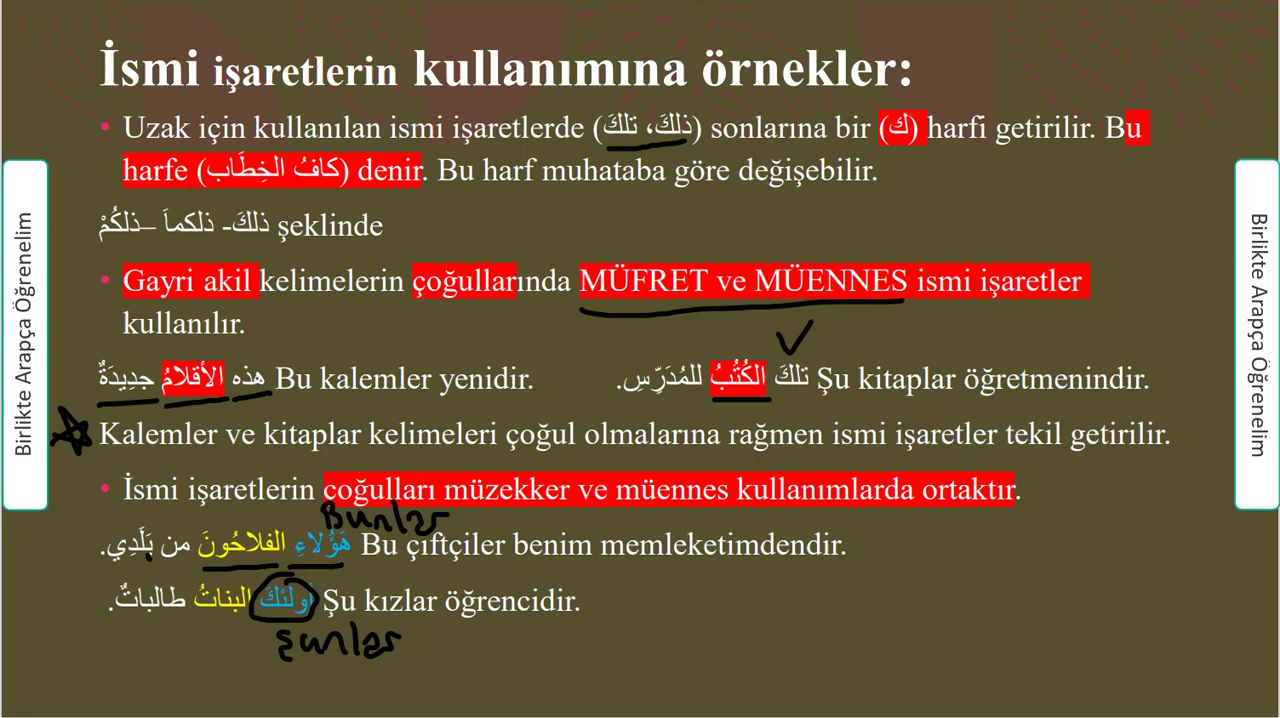 İsmi işaretlerin kullanımına örnekler:
Uzak için kullanılan ismi işaretlerde (ذلكَ، تلكَ) sonlarına bir (ك) harfi getirilir. Bu
harfe (كافُ الخِطَاب) denir. Bu harf muhataba göre değişebilir.
ذلكَ- ذلكماَ –ذلكُمْ şeklinde
Gayri akil kelimelerin çoğullarında MÜFRET ve MÜENNES ismi işaretler
kullanılır.
هذه الأقلامُ جديدَةٌ Bu kalemler yenidir. تلكَ الكُتُبُ للمُدَرِّسِ. Şu kitaplar öğretmenindir.
Kalemler ve kitaplar kelimeleri çoğul olmalarına rağmen ismi işaretler tekil getirilir.
İsmi işaretlerin çoğulları müzekker ve müennes kullanımlarda ortaktır.
Bunlar
هَؤُلاءِ الفلاحُونَ من بَلَدِي. Bu çiftçiler benim memleketimdendir.
أولئكَ البناتُ طالباتٌ. Şu kızlar öğrencidir.
Şunlar
Birlikte Arapça Öğrenelim
Birlikte Arapça Öğrenelim